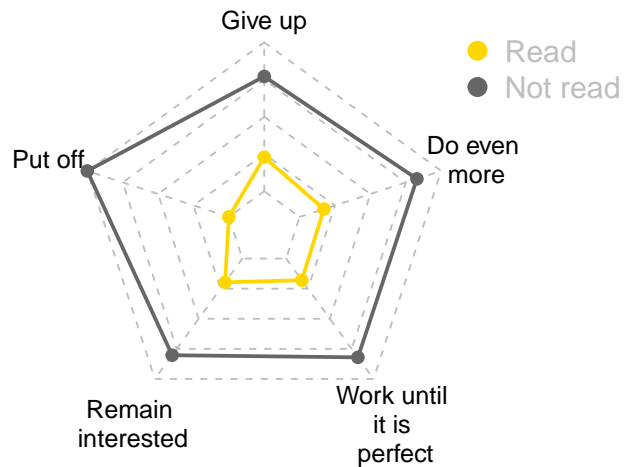 Give up
Read
Not read
Put off
Do even
more
Remain
interested
Work until
it is
perfect